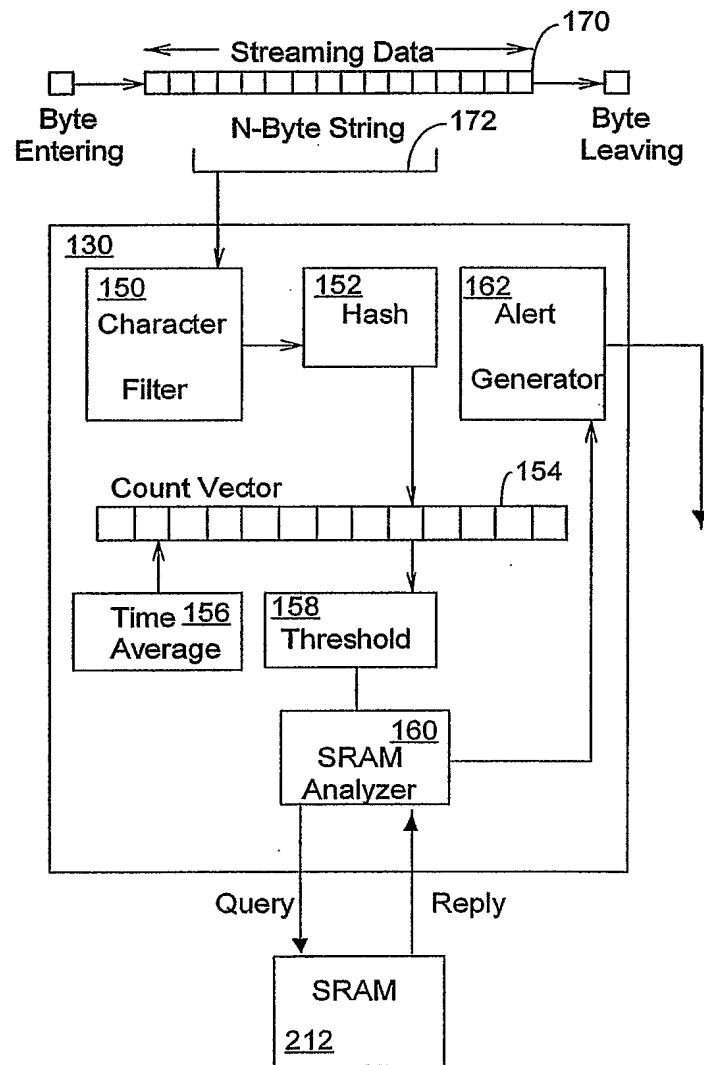 170
Streaming Data
Byte
Entering
N-Byte String
172
Byte
Leaving
130
150
Character
Filter
152
Hash
162
Alert
Generator
Count Vector
154
Time 156
Average
158
Threshold
160
SRAM
Analyzer
Query
Reply
SRAM
212